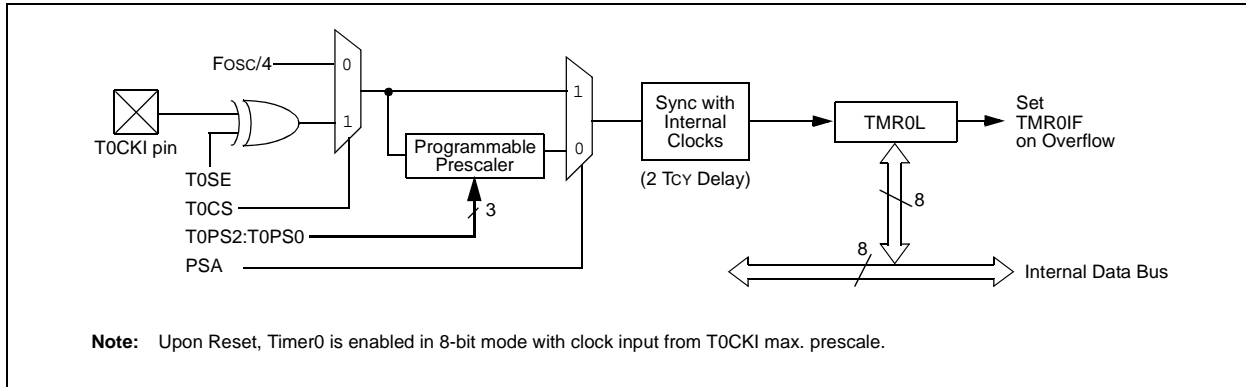 FOSC/4
0
1
T0CKI pin
T0SE
T0CS
T0PS2:T0PS0
PSA
Programmable
Prescaler
3
1
0
Sync with
Internal
Clocks
(2 TCY Delay)
TMR0L
Set
TMR0IF
on Overflow
8
8
Internal Data Bus
Note: Upon Reset, Timer0 is enabled in 8-bit mode with clock input from T0CKI max. prescale.